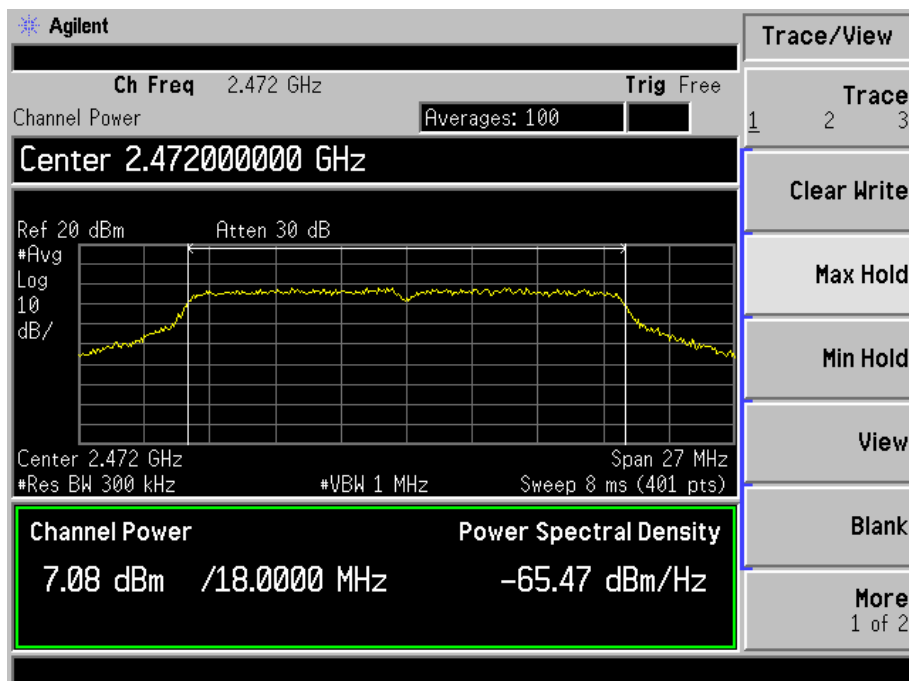 Agilent
Trace/View
Ch Freq 2.472 GHz Trig Free
Channel Power Averages: 100
Center 2.472000000 GHz
Ref 20 dBm Atten 30 dB
#Avg
Log
10
dB/
Center 2.472 GHz Span 27 MHz
#Res BW 300 kHz #VBW 1 MHz Sweep 8 ms (401 pts)
Channel Power Power Spectral Density
7.08 dBm /18.0000 MHz -65.47 dBm/Hz
Trace
1 2 3
Clear Write
Max Hold
Min Hold
View
Blank
More
1 of 2